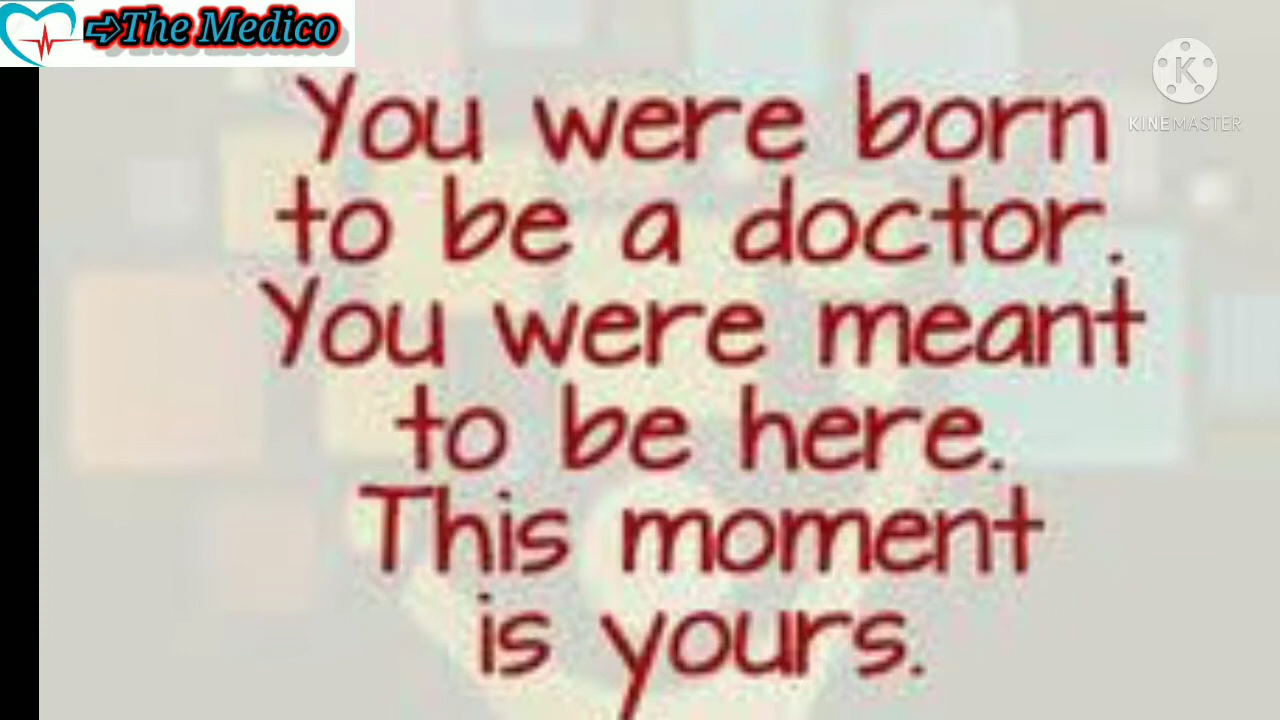 ⇨The Medico
K
KINEMASTER
You were born
to be a doctor.
You were meant
to be here.
This moment
is yours.